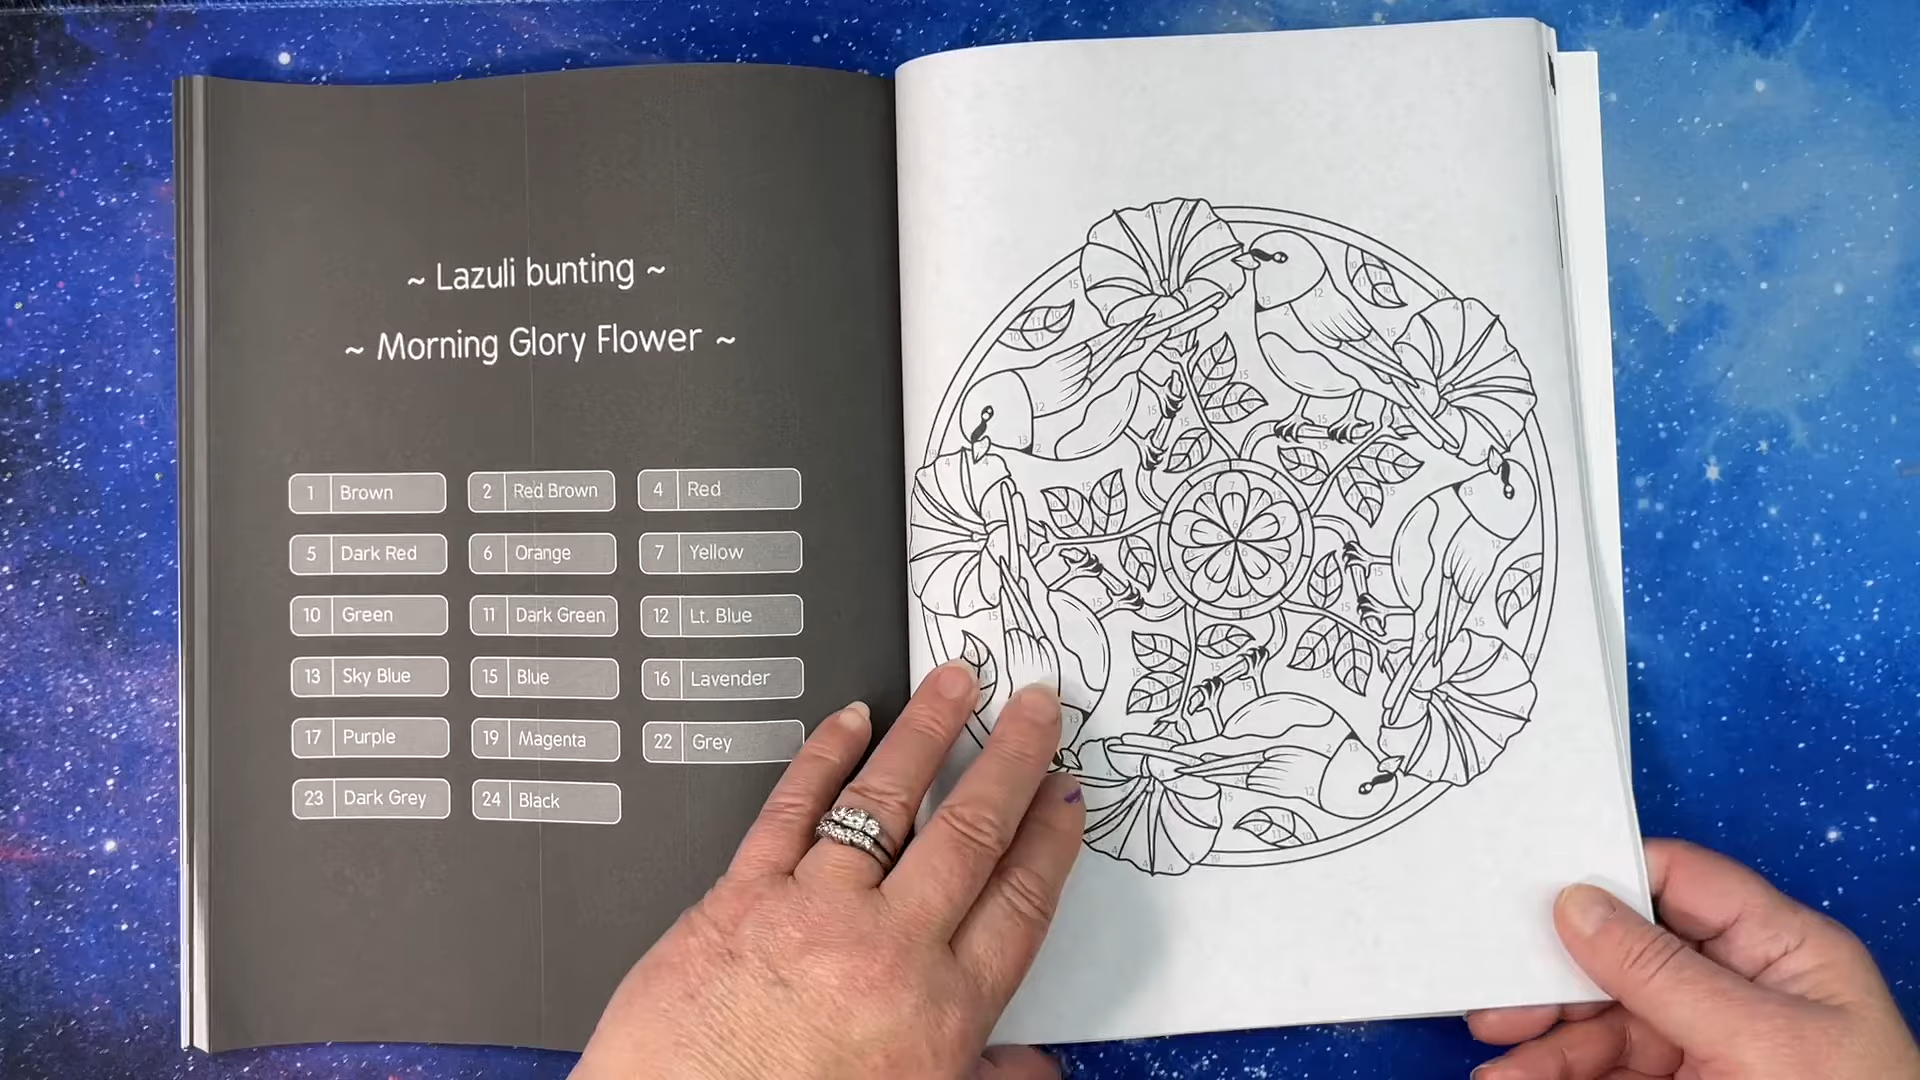 ~ Lazuli bunting ~
~ Morning Glory Flower ~
1 Brown 2 Red Brown 4 Red
5 Dark Red 6 Orange 7 Yellow
10 Green 11 Dark Green 12 Lt. Blue
13 Sky Blue 15 Blue 16 Lavender
17 Purple 19 Magenta 22 Grey
23 Dark Grey 24 Black